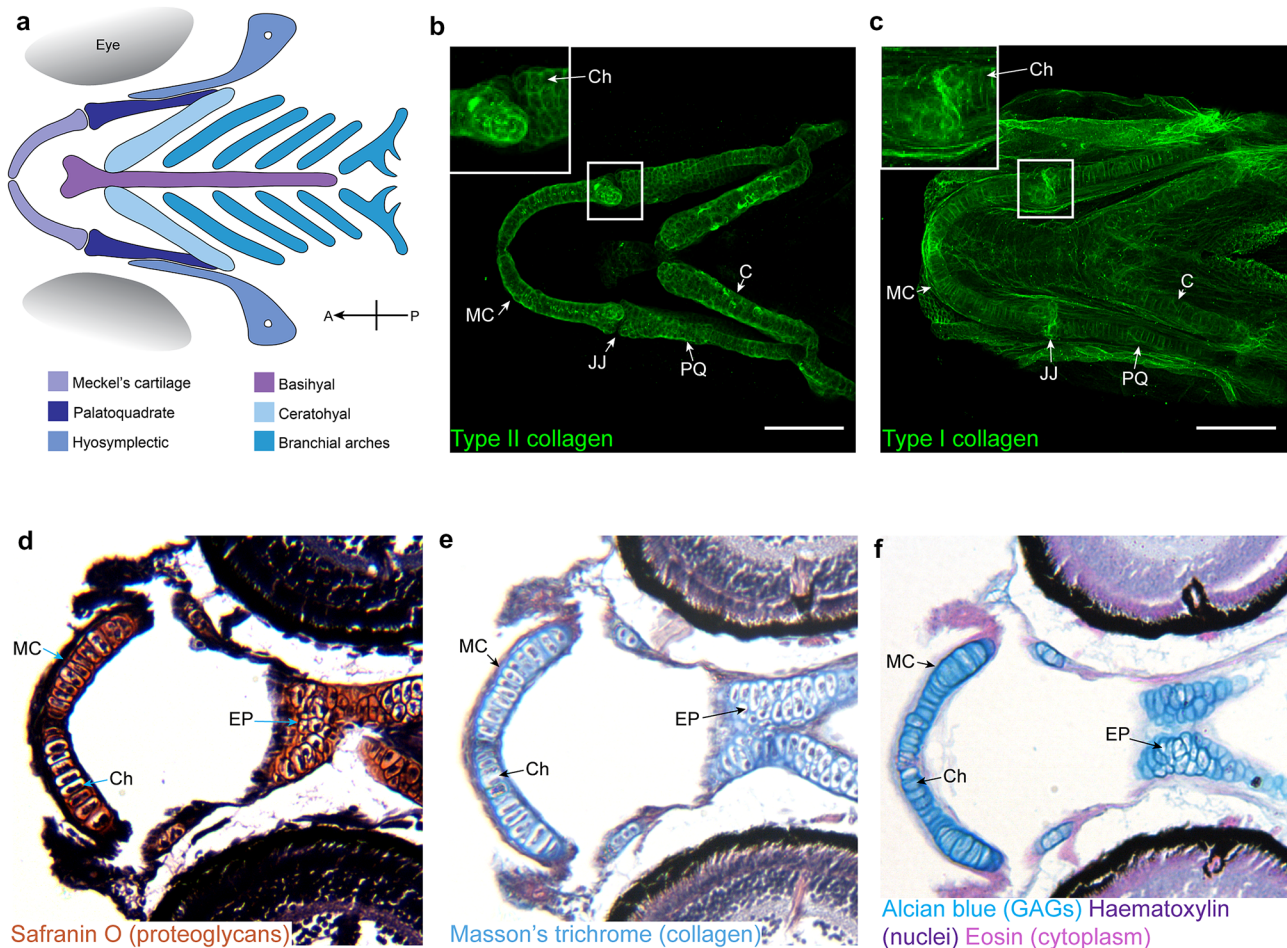 a
Eye
A
P
Meckel's cartilage
Palatoquadrate
Hyosymplectic
Basihyal
Ceratohyal
Branchial arches
b
Ch
MC
JJ
PQ
C
Type II collagen
c
Ch
MC
JJ
PQ
C
Type I collagen
d
MC
EP
Ch
Safranin O (proteoglycans)
e
MC
EP
Ch
Masson's trichrome (collagen)
f
MC
EP
Ch
Alcian blue (GAGs) Haematoxylin
(nuclei) Eosin (cytoplasm)